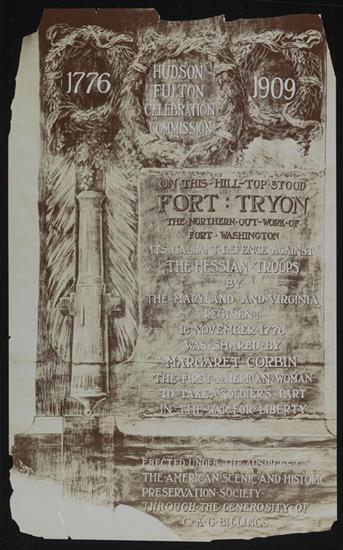 1776
HUDSON
FULTON
CELEBRATION
COMMISSION
1909
ON THIS HILL-TOP STOOD
FORT : TRYON
THE NORTHERN OUT-WORK OF
FORT WASHINGTON
ITS GALLANT DEFENCE AGAINST
THE HESSIAN TROOPS
BY
THE MARYLAND AND VIRGINIA
REGIMENT
16 NOVEMBER 1776
WAS SHARED BY
MARGARET CORBIN
THE FIRST AMERICAN WOMAN
TO TAKE A SOLDIER'S PART
IN THE WAR FOR LIBERTY
ERECTED UNDER THE AUSPICES OF
THE AMERICAN SCENIC AND HISTORIC
PRESERVATION SOCIETY
THROUGH THE GENEROSITY OF
C·K·G·BILLINGS